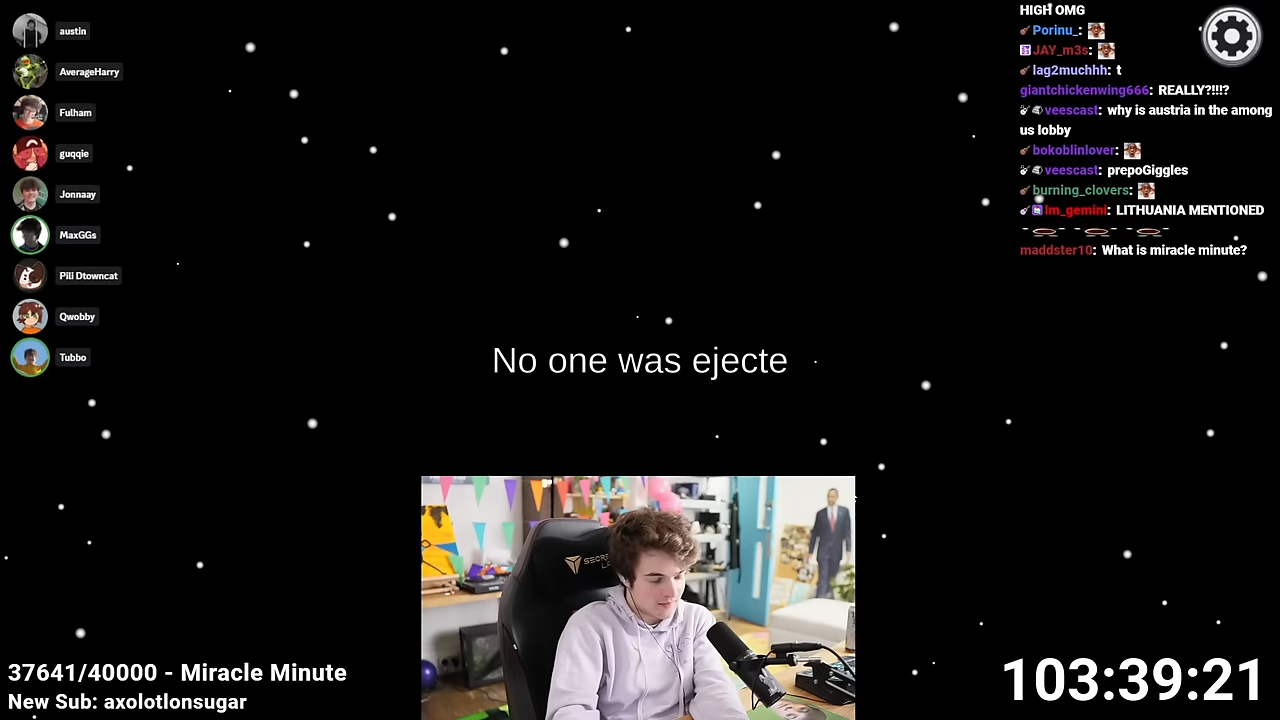 austin
AverageHarry
Fulham
guqqie
Jonnaay
MaxGGs
Pili Dtowncat
Qwobby
Tubbo
HIGH OMG
Porinu_:
JAY_m3s:
lag2muchhh: t
giantchickenwing666: REALLY?!!!?
veescast: why is austria in the among
us lobby
bokoblinlover:
veescast: prepoGiggles
burning_clovers:
lm_gemini: LITHUANIA MENTIONED
maddster10: What is miracle minute?
No one was ejecte
37641/40000 - Miracle Minute
New Sub: axolotlonsugar
103:39:21